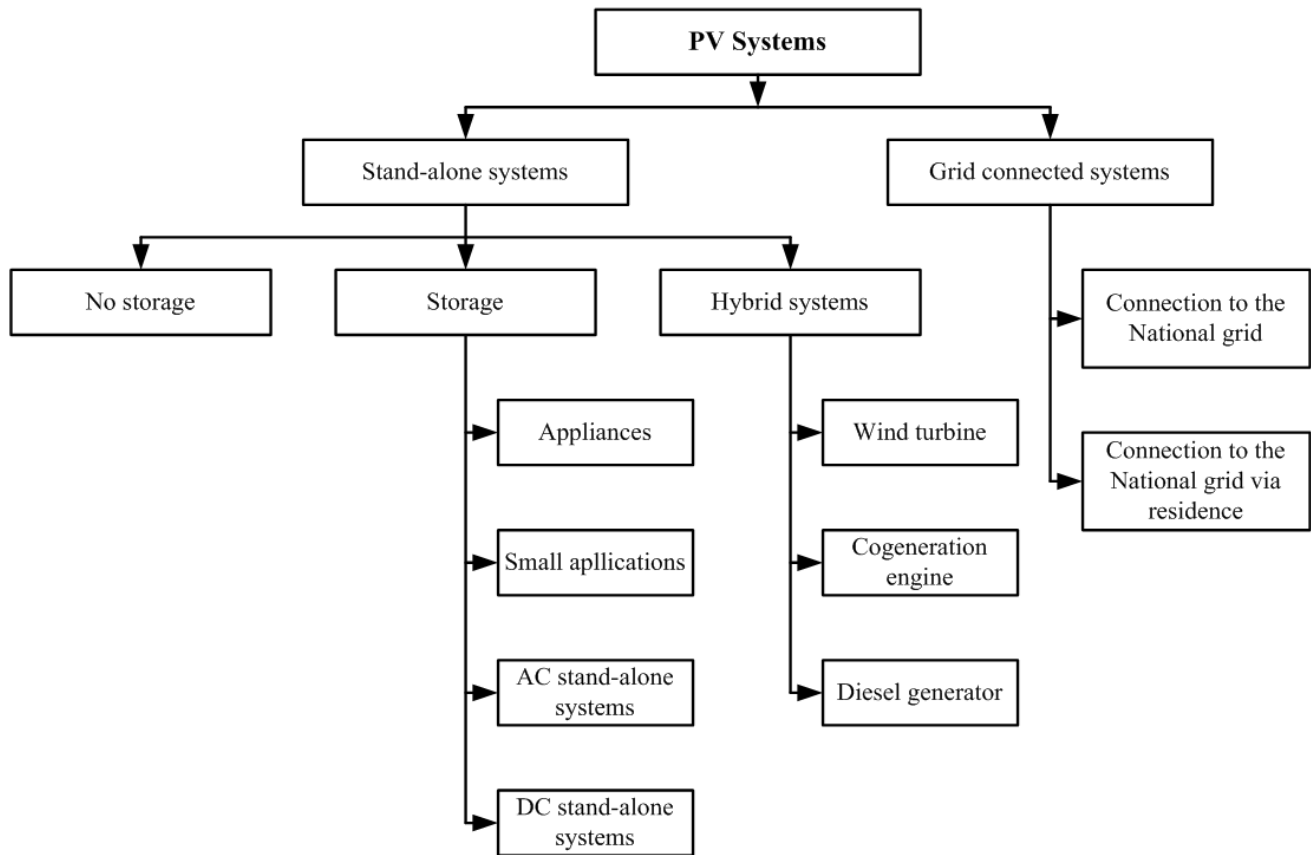 PV Systems
Stand-alone systems
Grid connected systems
No storage
Storage
Hybrid systems
Connection to the
National grid
Appliances
Wind turbine
Connection to the
National grid via
residence
Small apllications
Cogeneration
engine
AC stand-alone
systems
Diesel generator
DC stand-alone
systems